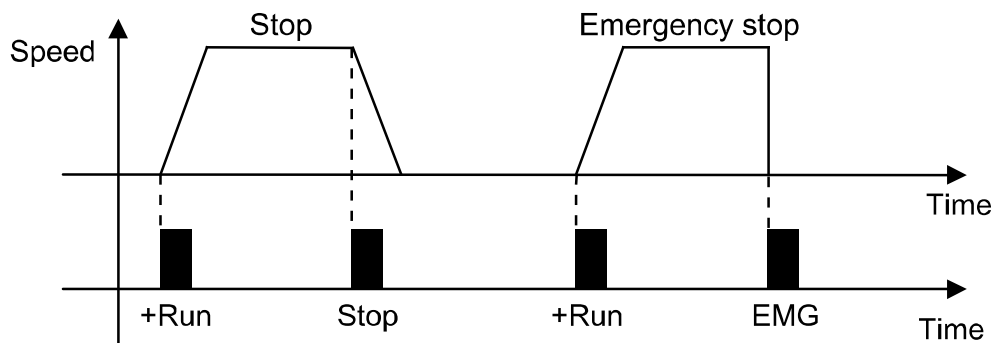 Stop
Emergency stop
Speed
Time
+Run
Stop
+Run
EMG
Time